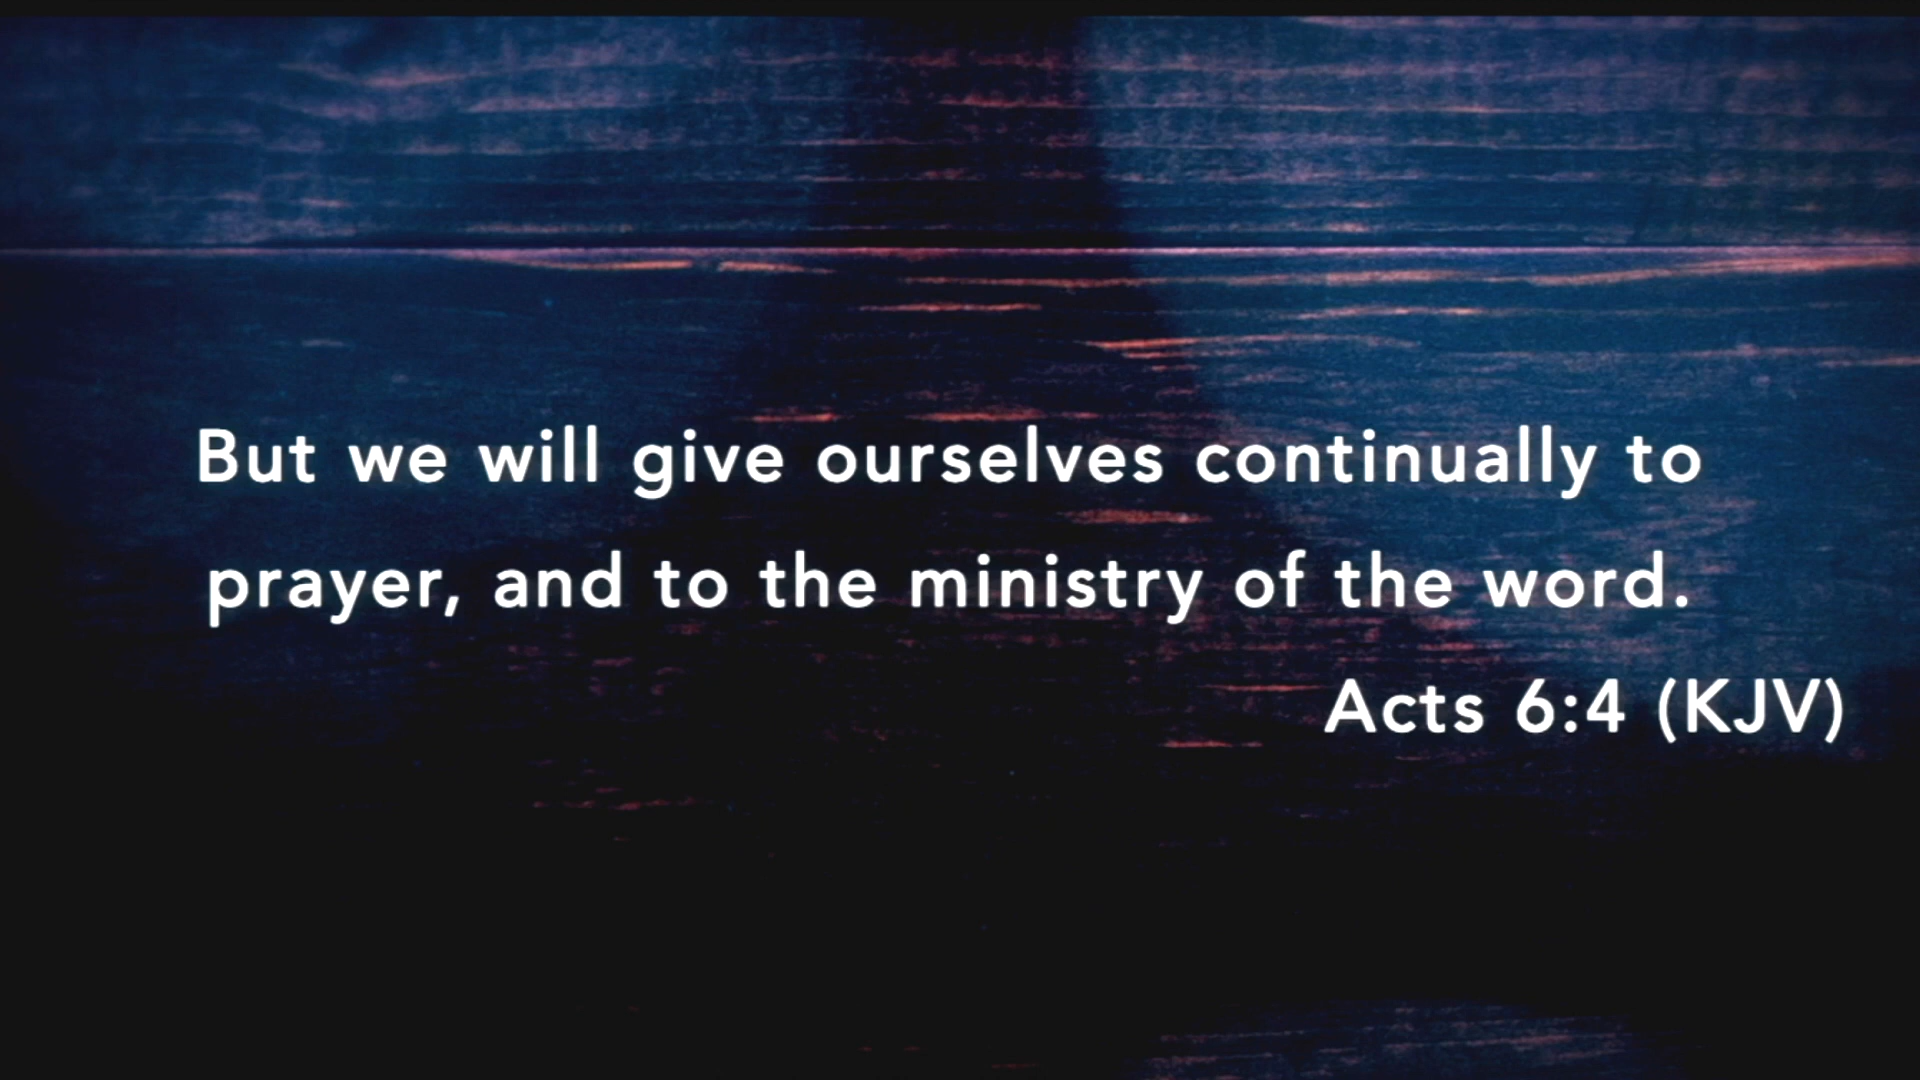 But we will give ourselves continually to
prayer, and to the ministry of the word.
Acts 6:4 (KJV)